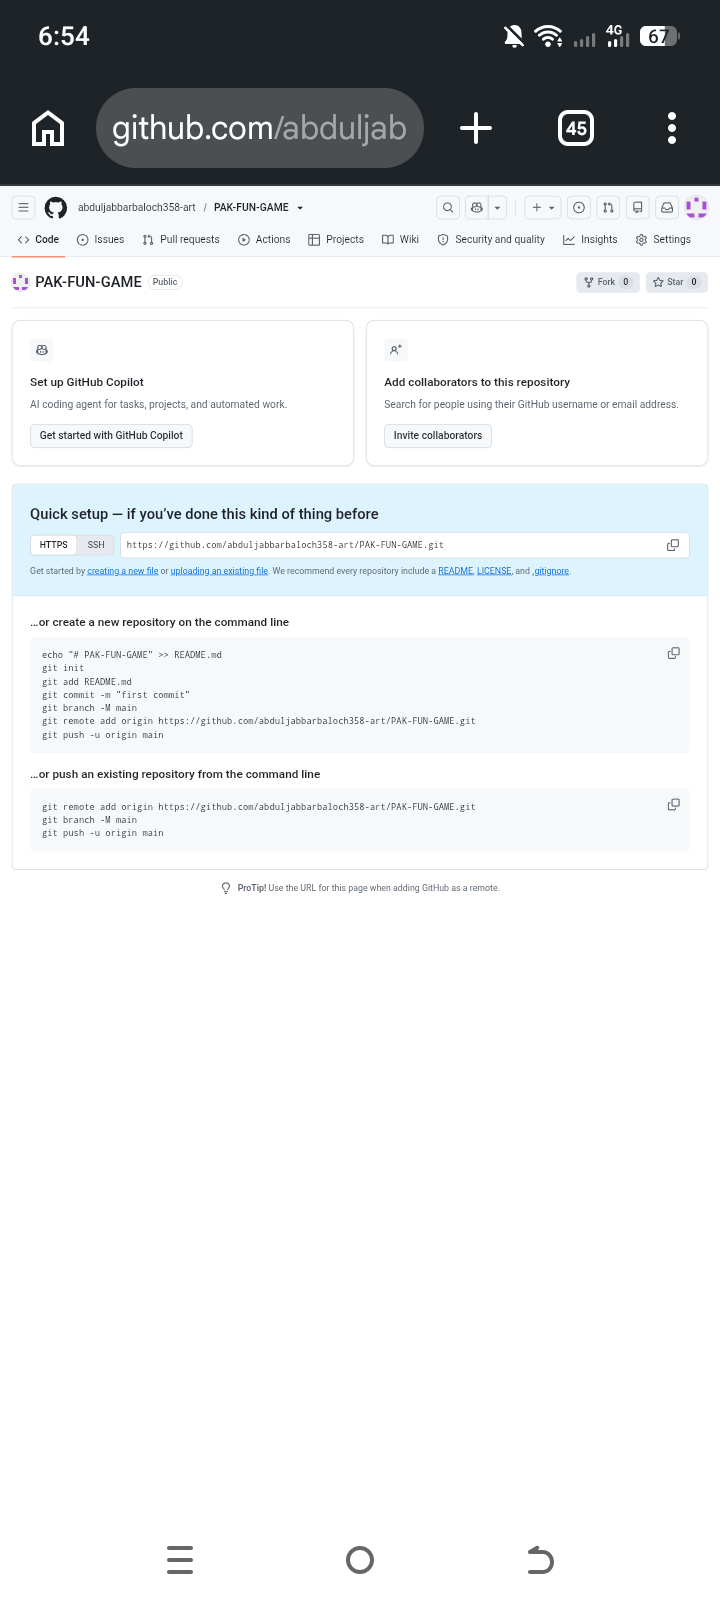 6:54
4G
67
github.com/abduljab
45
abduljabbarbaloch358-art / PAK-FUN-GAME
Code Issues Pull requests Actions Projects Wiki Security and quality Insights Settings
PAK-FUN-GAME Public Fork 0 Star 0
Set up GitHub Copilot
AI coding agent for tasks, projects, and automated work.
Get started with GitHub Copilot
Add collaborators to this repository
Search for people using their GitHub username or email address.
Invite collaborators
Quick setup — if you’ve done this kind of thing before
HTTPS SSH https://github.com/abduljabbarbaloch358-art/PAK-FUN-GAME.git
Get started by creating a new file or uploading an existing file. We recommend every repository include a README, LICENSE, and .gitignore.
…or create a new repository on the command line
echo "# PAK-FUN-GAME" >> README.md
git init
git add README.md
git commit -m "first commit"
git branch -M main
git remote add origin https://github.com/abduljabbarbaloch358-art/PAK-FUN-GAME.git
git push -u origin main
…or push an existing repository from the command line
git remote add origin https://github.com/abduljabbarbaloch358-art/PAK-FUN-GAME.git
git branch -M main
git push -u origin main
ProTip! Use the URL for this page when adding GitHub as a remote.